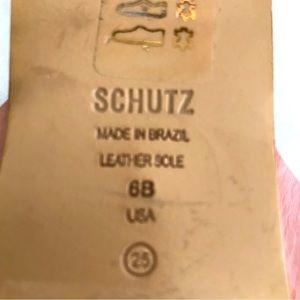 SCHUTZ
MADE IN BRAZIL
LEATHER SOLE
6B
USA
25